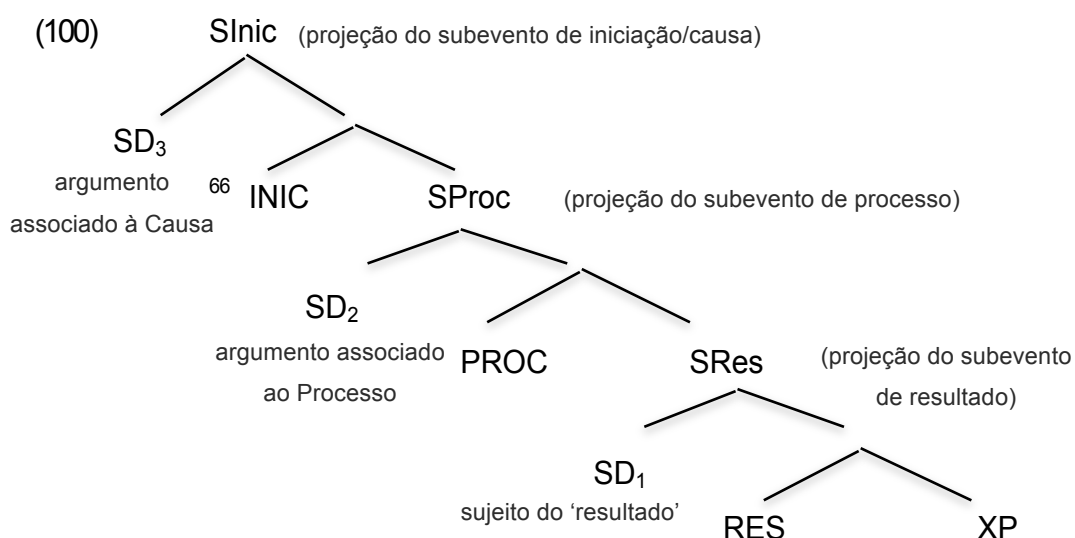 (100) SInic (projeção do subevento de iniciação/causa)
SD3
argumento 66 INIC SProc (projeção do subevento de processo)
associado à Causa
SD2
argumento associado PROC SRes (projeção do subevento
ao Processo de resultado)
SD1
sujeito do ‘resultado’
RES XP